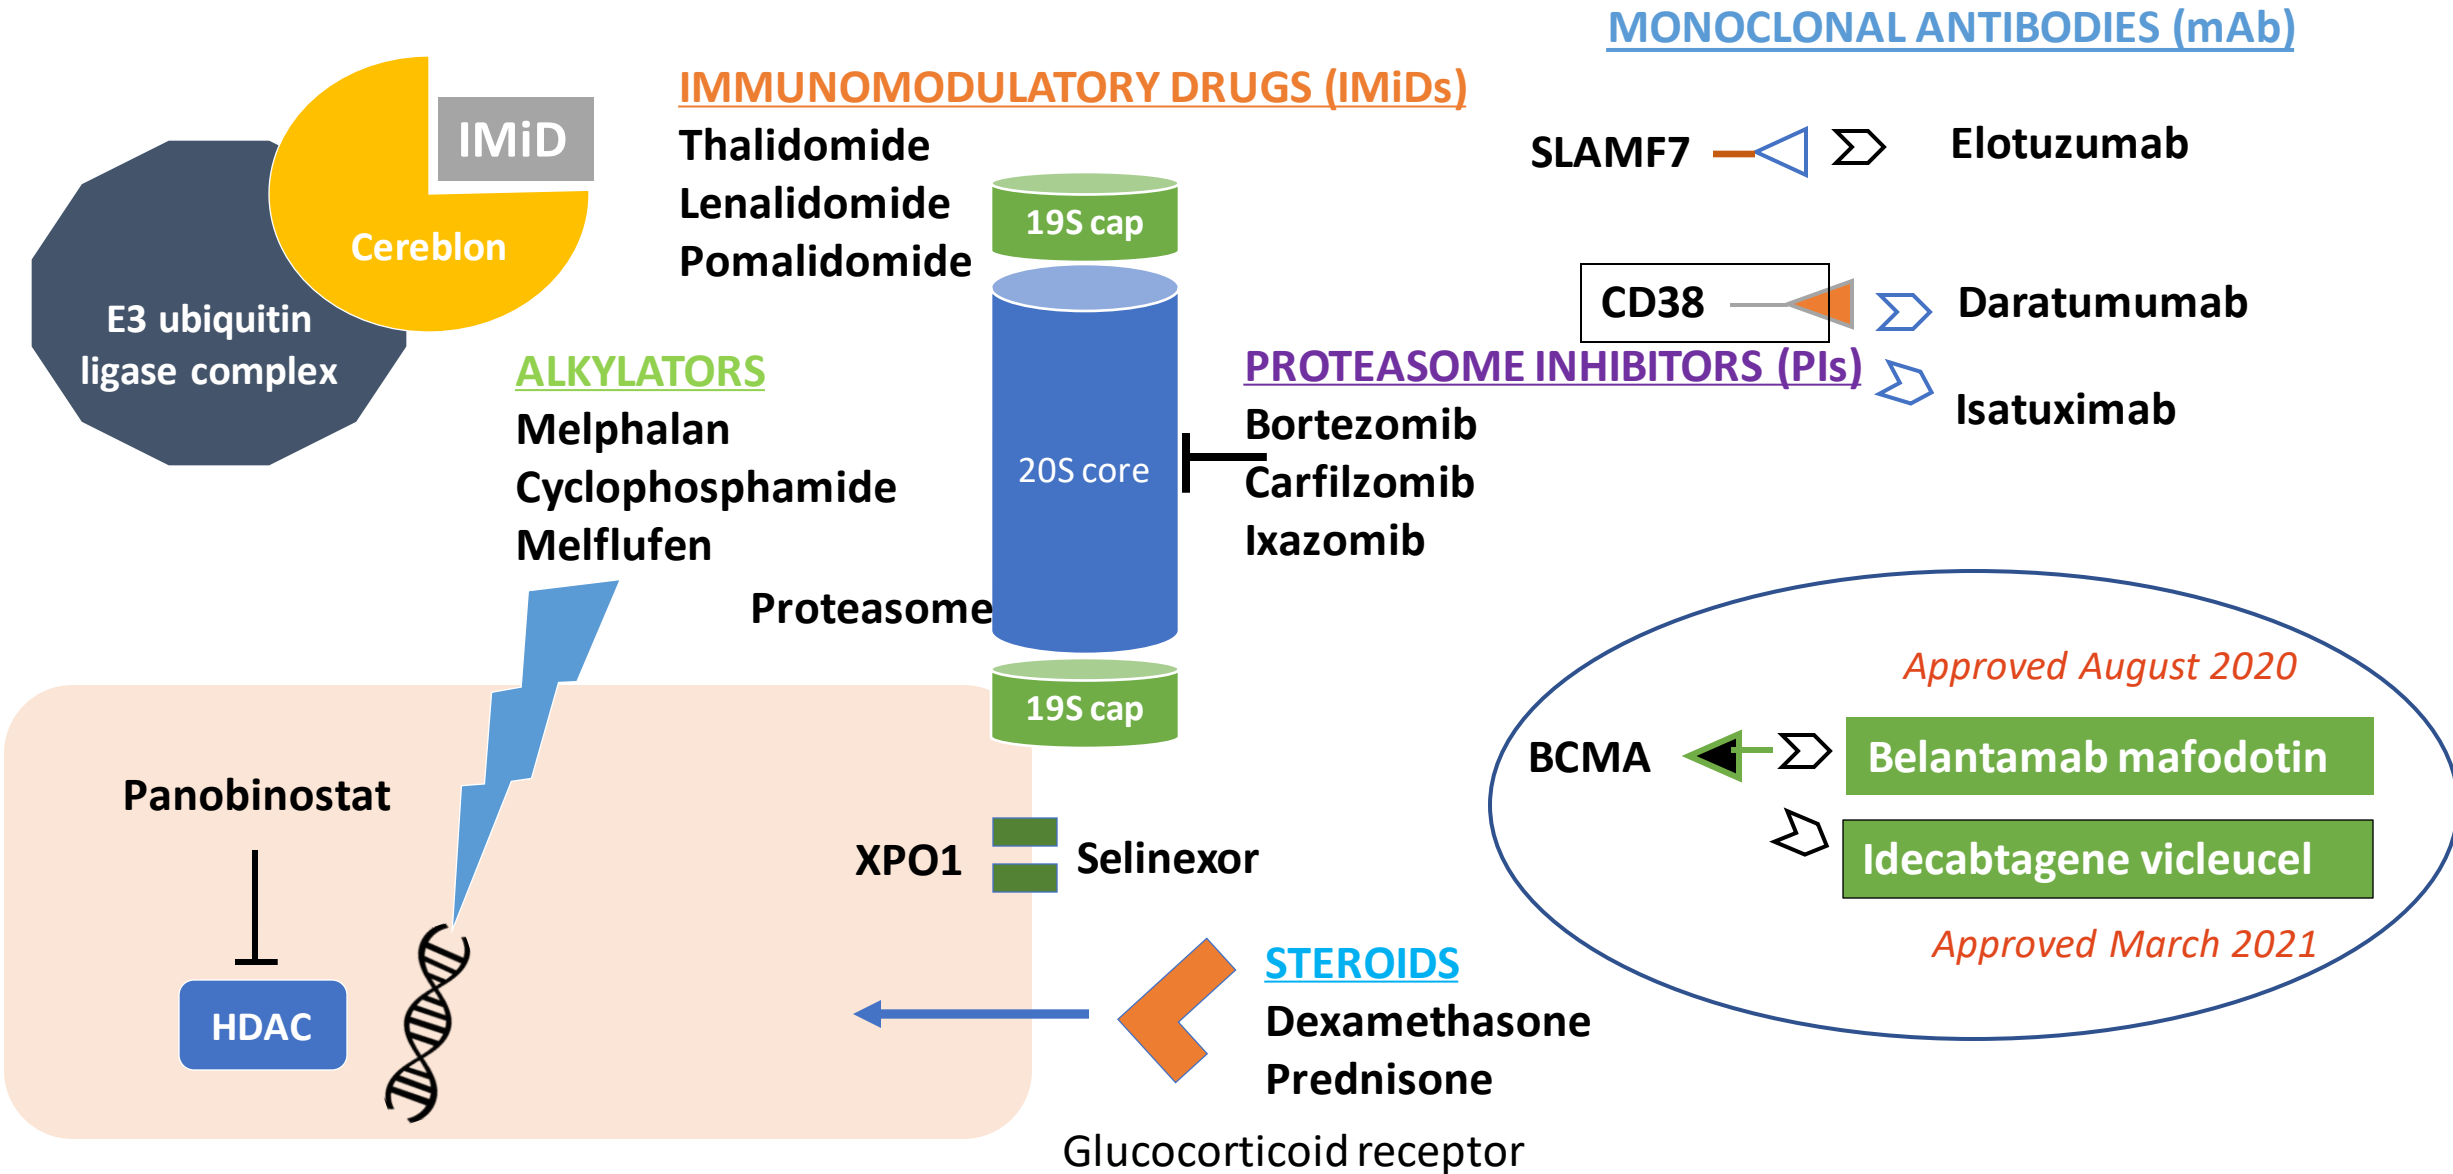 MONOCLONAL ANTIBODIES (mAb)
IMMUNOMODULATORY DRUGS (IMiDs)
IMiD
Thalidomide
Lenalidomide
Pomalidomide
Cereblon
E3 ubiquitin
ligase complex
19S cap
SLAMF7
Elotuzumab
CD38
Daratumumab
Isatuximab
ALKYLATORS
Melphalan
Cyclophosphamide
Melflufen
20S core
PROTEASOME INHIBITORS (PIs)
Bortezomib
Carfilzomib
Ixazomib
Proteasome
19S cap
Approved August 2020
BCMA
Belantamab mafodotin
Idecabtagene vicleucel
Approved March 2021
Panobinostat
HDAC
XPO1
Selinexor
STEROIDS
Dexamethasone
Prednisone
Glucocorticoid receptor